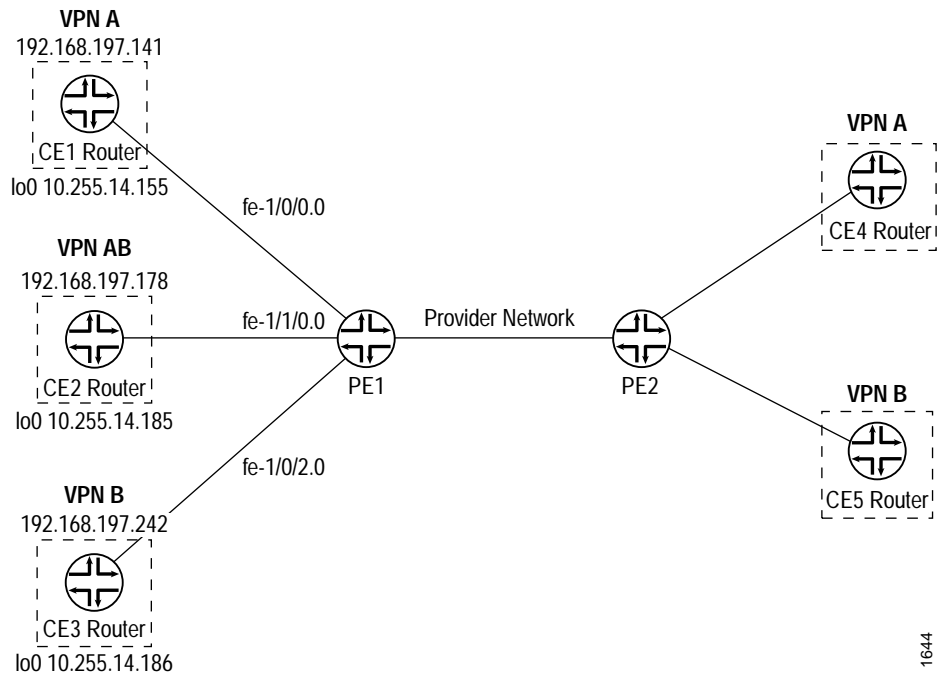 VPN A
192.168.197.141
CE1 Router
lo0 10.255.14.155
fe-1/0/0.0
VPN AB
192.168.197.178
CE2 Router
lo0 10.255.14.185
fe-1/1/0.0
VPN B
192.168.197.242
CE3 Router
lo0 10.255.14.186
fe-1/0/2.0
PE1
Provider Network
PE2
VPN A
CE4 Router
VPN B
CE5 Router
1644